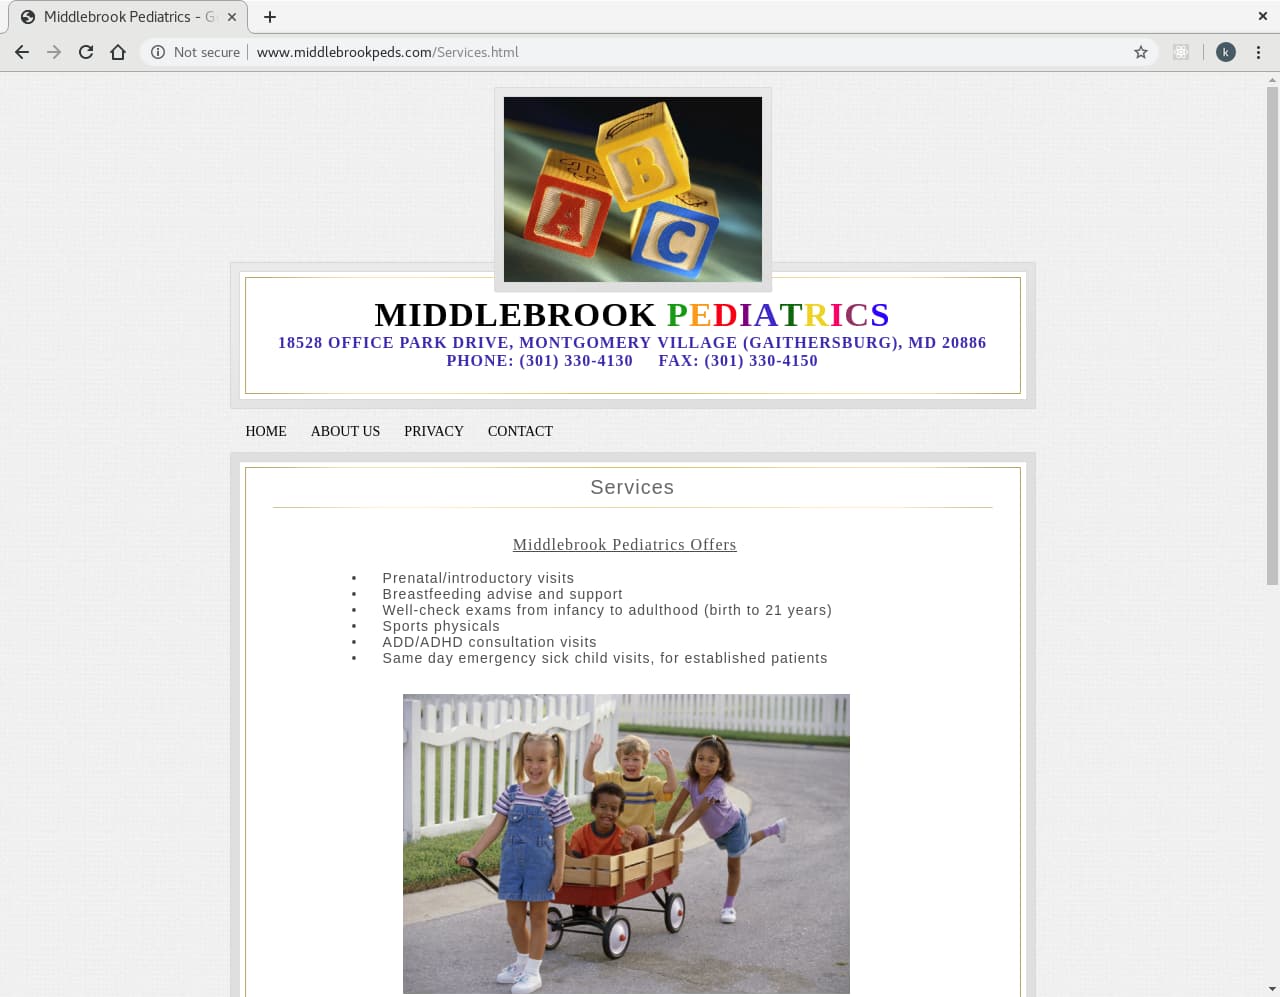 Middlebrook Pediatrics - G
Not secure
www.middlebrookpeds.com/Services.html
k
B
A
C
MIDDLEBROOK PEDIATRICS
18528 OFFICE PARK DRIVE, MONTGOMERY VILLAGE (GAITHERSBURG), MD 20886
PHONE: (301) 330-4130 FAX: (301) 330-4150
HOME ABOUT US PRIVACY CONTACT
Services
Middlebrook Pediatrics Offers
• Prenatal/introductory visits
• Breastfeeding advise and support
• Well-check exams from infancy to adulthood (birth to 21 years)
• Sports physicals
• ADD/ADHD consultation visits
• Same day emergency sick child visits, for established patients